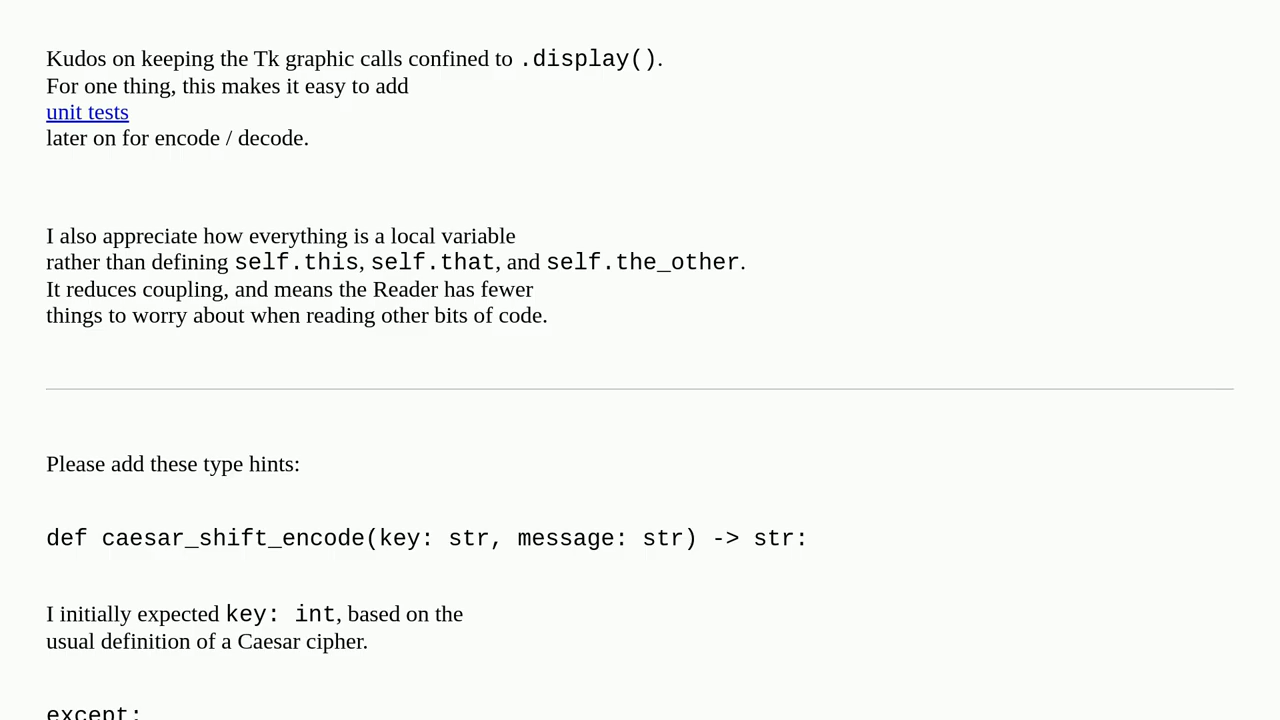 Kudos on keeping the Tk graphic calls confined to .display().
For one thing, this makes it easy to add
unit tests
later on for encode / decode.
I also appreciate how everything is a local variable
rather than defining self.this, self.that, and self.the_other.
It reduces coupling, and means the Reader has fewer
things to worry about when reading other bits of code.
Please add these type hints:
def caesar_shift_encode(key: str, message: str) -> str:
I initially expected key: int, based on the
usual definition of a Caesar cipher.
except: